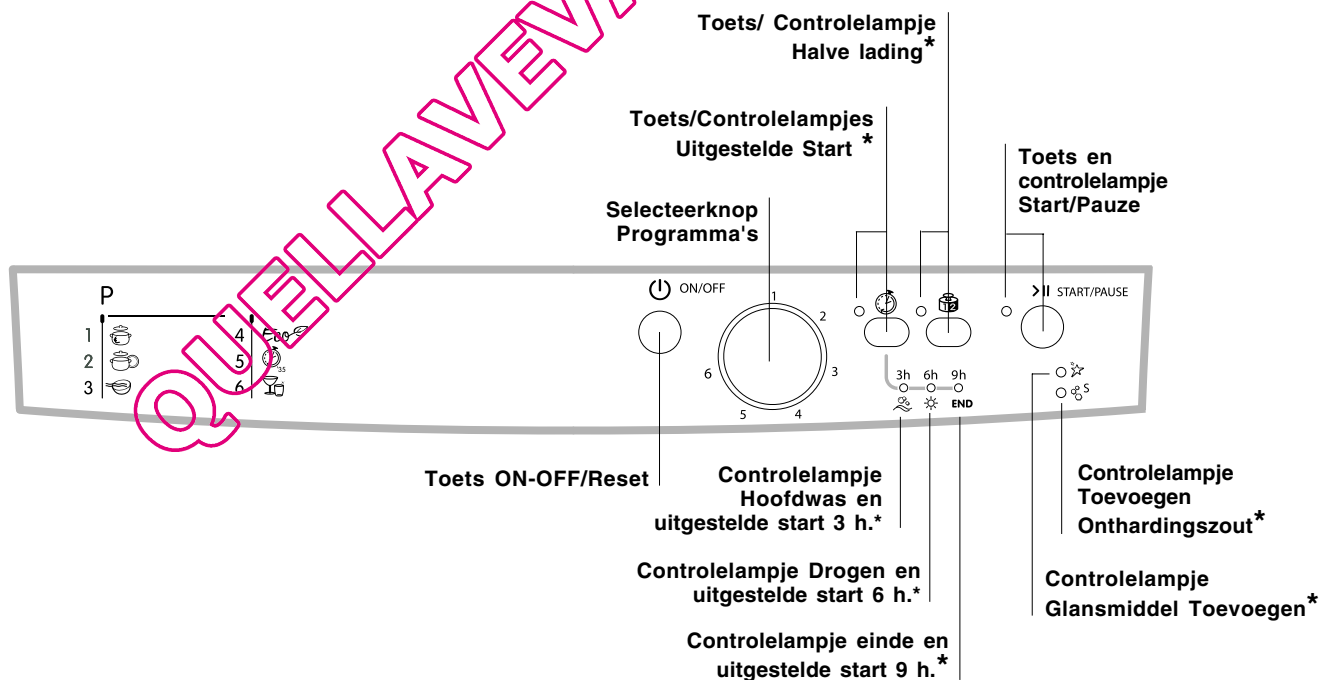 Toets/ Controlelampje
Halve lading*
Toets/Controlelampjes
Uitgestelde Start *
Toets en
controlelampje
Start/Pauze
Selecteerknop
Programma's
P
1
2
3
4 Eco
5 35
6
ON/OFF
1
2
3
4
5
6
1/2
START/PAUSE
3h 6h 9h
END
S
Toets ON-OFF/Reset
Controlelampje
Hoofdwas en
uitgestelde start 3 h.*
Controlelampje
Toevoegen
Onthardingszout*
Controlelampje Drogen en
uitgestelde start 6 h.*
Controlelampje
Glansmiddel Toevoegen*
Controlelampje einde en
uitgestelde start 9 h.*